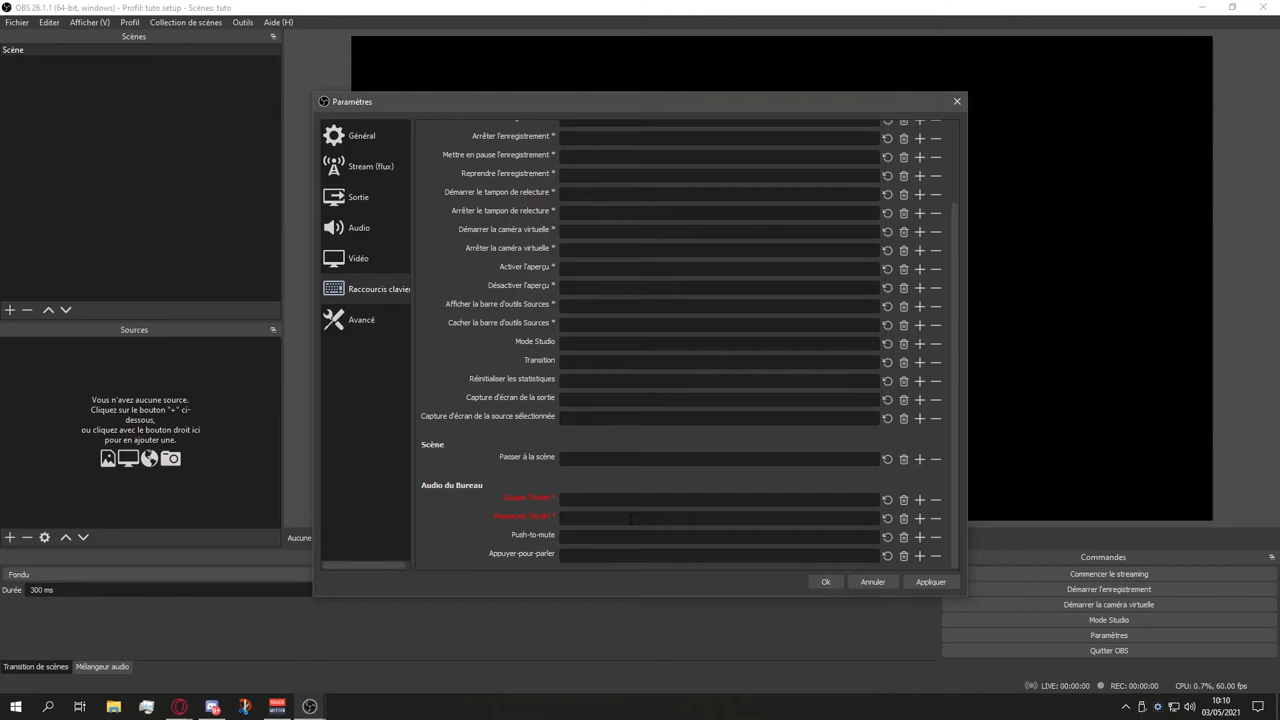 OBS 26.1.1 (64-bit, windows) - Profil: tuto setup - Scènes: tuto
Fichier Editer Afficher (V) Profil Collection de scènes Outils Aide (H)
Scènes
Scène
Paramètres
Général
Stream (flux)
Sortie
Audio
Vidéo
Raccourcis clavier
Avancé
Arrêter l'enregistrement *
Mettre en pause l'enregistrement *
Reprendre l'enregistrement *
Démarrer le tampon de relecture *
Arrêter le tampon de relecture *
Démarrer la caméra virtuelle *
Arrêter la caméra virtuelle *
Activer l'aperçu *
Désactiver l'aperçu *
Afficher la barre d'outils Sources *
Cacher la barre d'outils Sources *
Mode Studio
Transition
Réinitialiser les statistiques
Capture d'écran de la sortie
Capture d'écran de la source sélectionnée
Scène
Passer à la scène
Audio du Bureau
Push-to-mute
Appuyer-pour-parler
Ok Annuler Appliquer
Sources
Vous n'avez aucune source.
Cliquez sur le bouton "+" ci-
dessous,
ou cliquez avec le bouton droit ici
pour en ajouter une.
Aucune
Fondu
Durée 300 ms
Transition de scènes Mélangeur audio
Commandes
Commencer le streaming
Démarrer l'enregistrement
Démarrer la caméra virtuelle
Mode Studio
Paramètres
Quitter OBS
LIVE: 00:00:00 REC: 00:00:00 CPU: 0.7%, 60.00 fps
10:10
03/05/2021